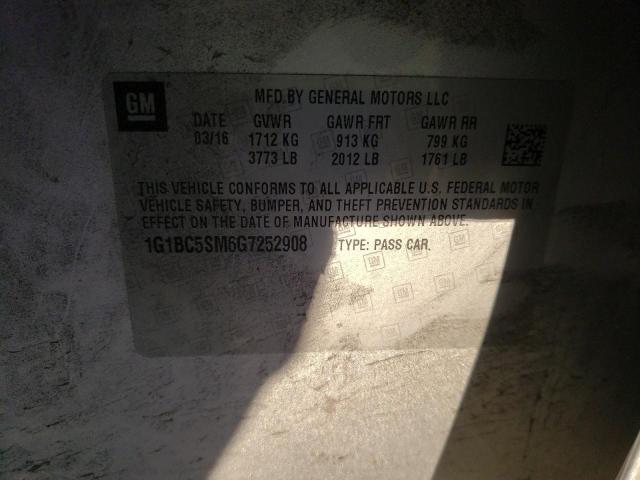 GM
MFD.BY GENERAL MOTORS LLC
DATE GVWR GAWR FRT GAWR RR
03/16 1712 KG 913 KG 799 KG
3773 LB 2012 LB 1761 LB
THIS VEHICLE CONFORMS TO ALL APPLICABLE U.S. FEDERAL MOTOR
VEHICLE SAFETY, BUMPER, AND THEFT PREVENTION STANDARDS IN
EFFECT ON THE DATE OF MANUFACTURE SHOWN ABOVE.
1G1BC5SM6G7252908 TYPE: PASS CAR